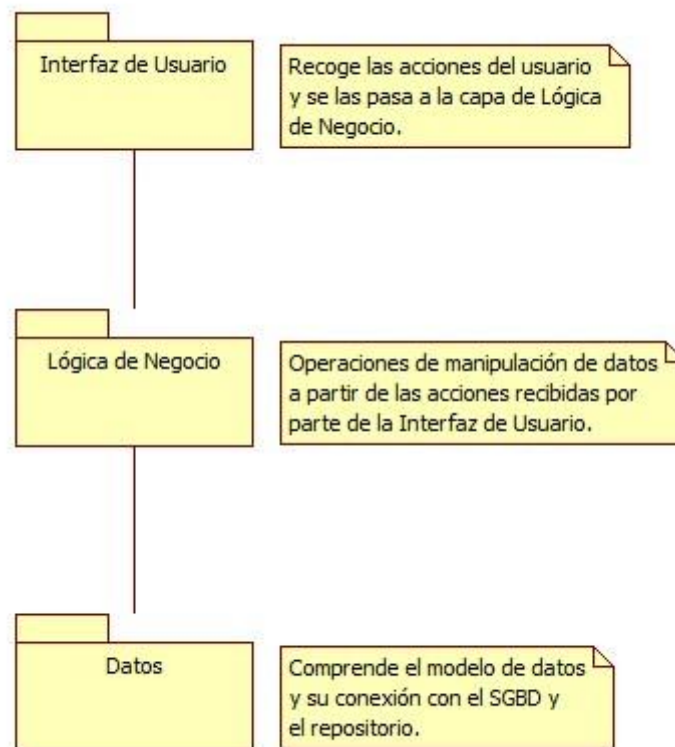 Interfaz de Usuario
Recoge las acciones del usuario
y se las pasa a la capa de Lógica
de Negocio.
Lógica de Negocio
Operaciones de manipulación de datos
a partir de las acciones recibidas por
parte de la Interfaz de Usuario.
Datos
Comprende el modelo de datos
y su conexión con el SGBD y
el repositorio.